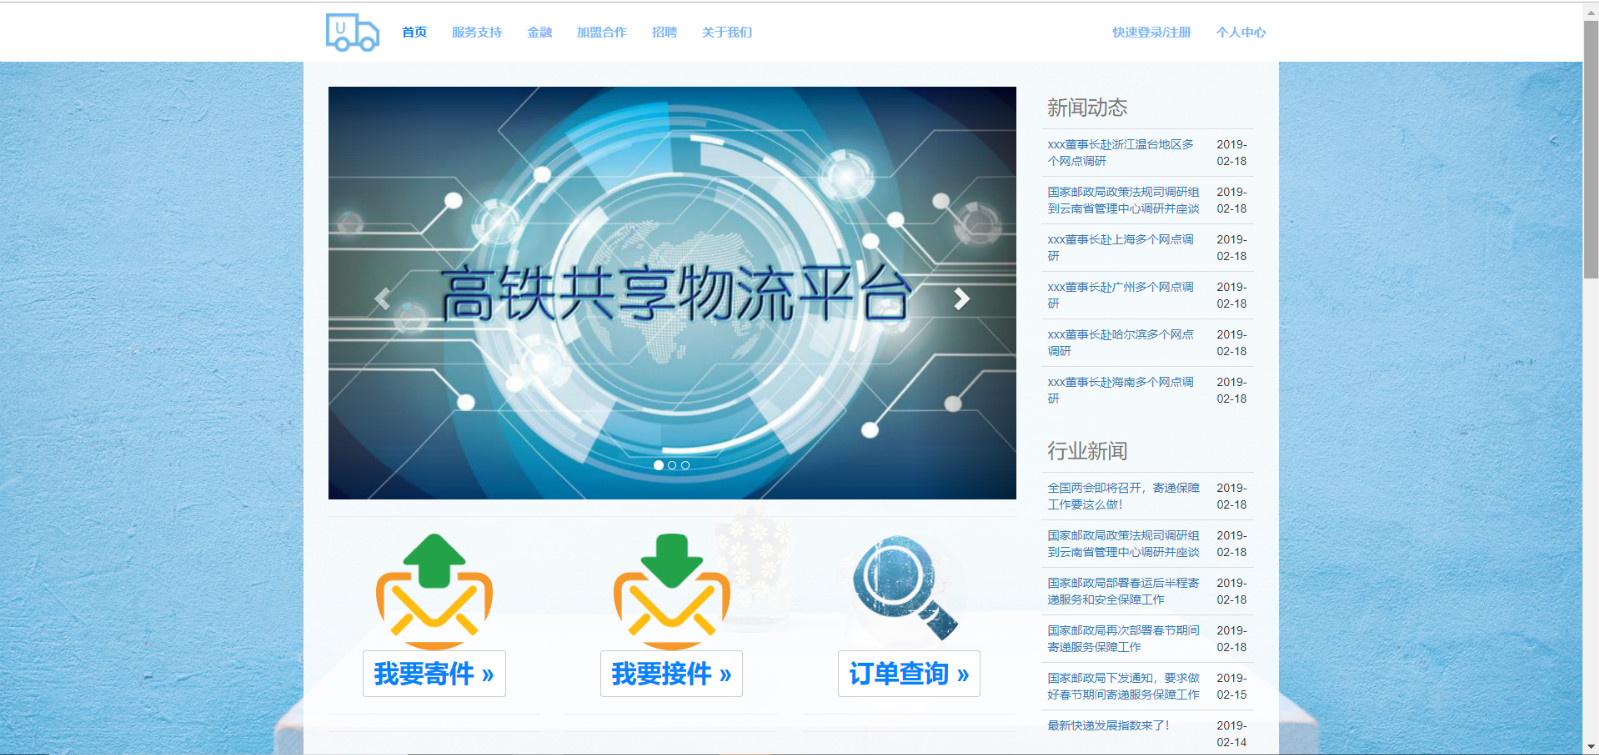 U
首页 服务支持 金融 加盟合作 招聘 关于我们 快速登录/注册 个人中心
高铁共享物流平台
我要寄件 »
我要接件 »
订单查询 »
新闻动态
xxx董事长赴浙江温台地区多 2019-
个网点调研 02-18
国家邮政局政策法规司调研组 2019-
到云南省管理中心调研并座谈 02-18
xxx董事长赴上海多个网点调 2019-
研 02-18
xxx董事长赴广州多个网点调 2019-
研 02-18
xxx董事长赴哈尔滨多个网点 2019-
调研 02-18
xxx董事长赴海南多个网点调 2019-
研 02-18
行业新闻
全国两会即将召开，寄递保障 2019-
工作要这么做！ 02-18
国家邮政局政策法规司调研组 2019-
到云南省管理中心调研并座谈 02-18
国家邮政局部署春运后半程寄 2019-
递服务和安全保障工作 02-18
国家邮政局再次部署春节期间 2019-
寄递服务保障工作 02-18
国家邮政局下发通知，要求做 2019-
好春节期间寄递服务保障工作 02-15
最新快递发展指数来了！ 2019-
02-14